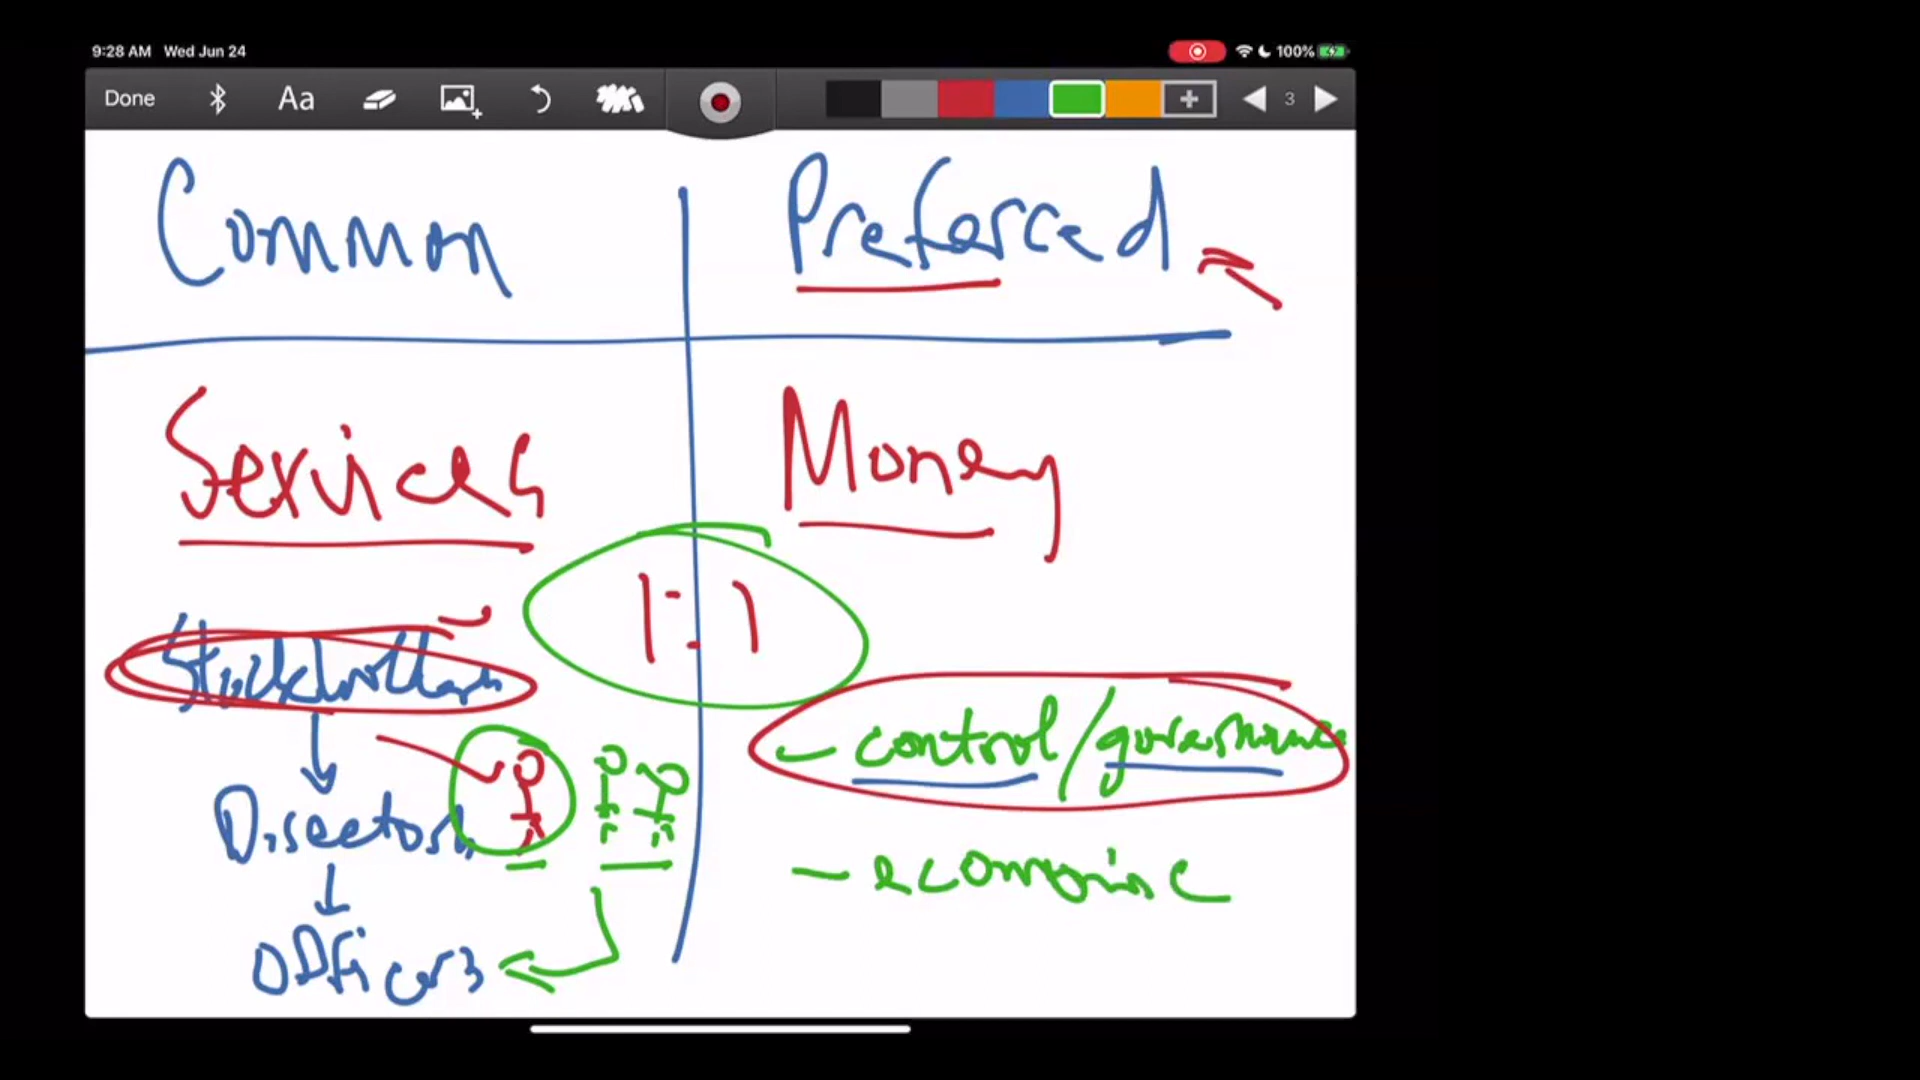 9:28 AM Wed Jun 24
100%
Done Aa 3
Common Preferred
Services Money
1:1
Stockholders
- control/governance
Directors
- economic
Officers